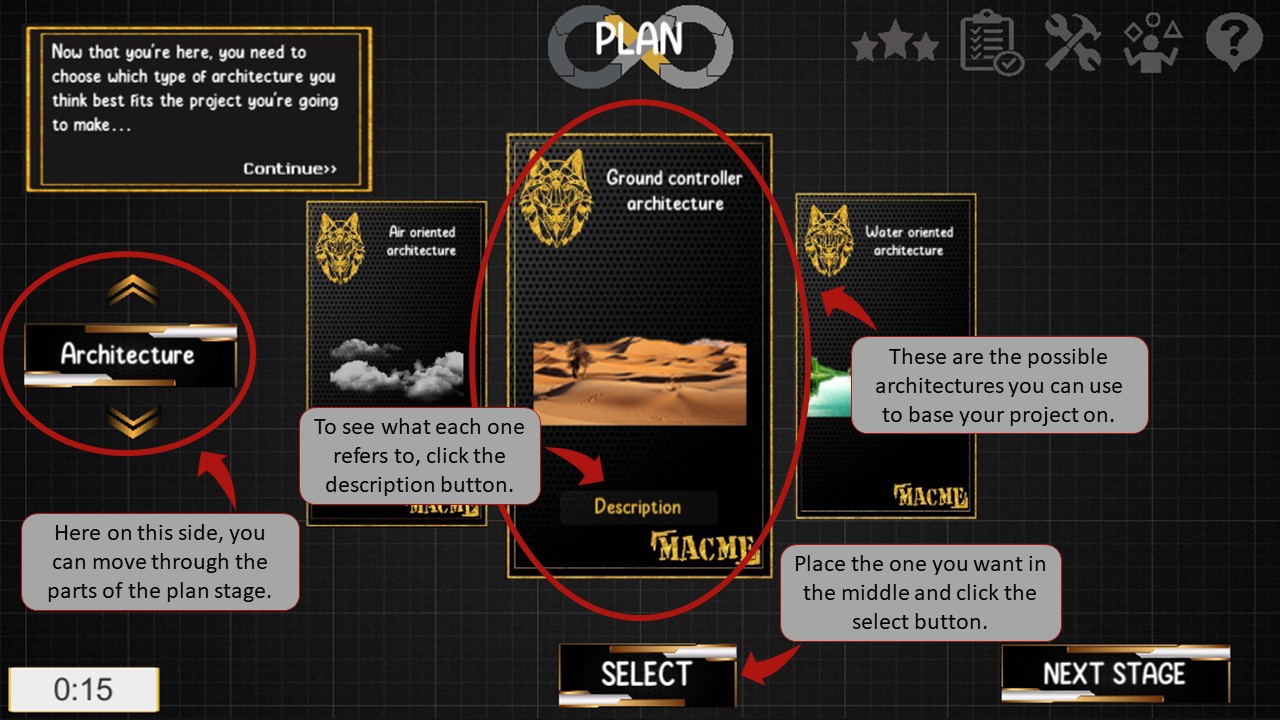 PLAN
Now that you're here, you need to
choose which type of architecture you
think best fits the project you're going
to make...
Continue>>
Air oriented
architecture
Ground controller
architecture
Water oriented
architecture
Architecture
These are the possible
architectures you can use
to base your project on.
To see what each one
refers to, click the
description button.
Description
MACME
MACME
MACME
Here on this side, you
can move through the
parts of the plan stage.
Place the one you want in
the middle and click the
select button.
SELECT
NEXT STAGE
0:15
?